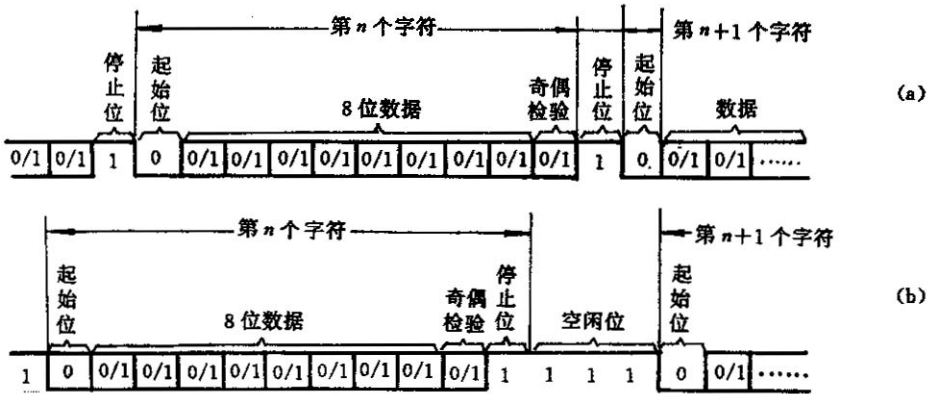 第 n 个字符
第 n+1 个字符
停止位
起始位
8 位数据
奇偶检验
停止位
起始位
数据
(a)
0/1 0/1 1 0 0/1 0/1 0/1 0/1 0/1 0/1 0/1 0/1 0/1 1 0 0/1 0/1 ······
第 n 个字符
第 n+1 个字符
起始位
8 位数据
奇偶检验
停止位
空闲位
起始位
(b)
1 0 0/1 0/1 0/1 0/1 0/1 0/1 0/1 0/1 0/1 1 1 1 1 0 0/1 ······